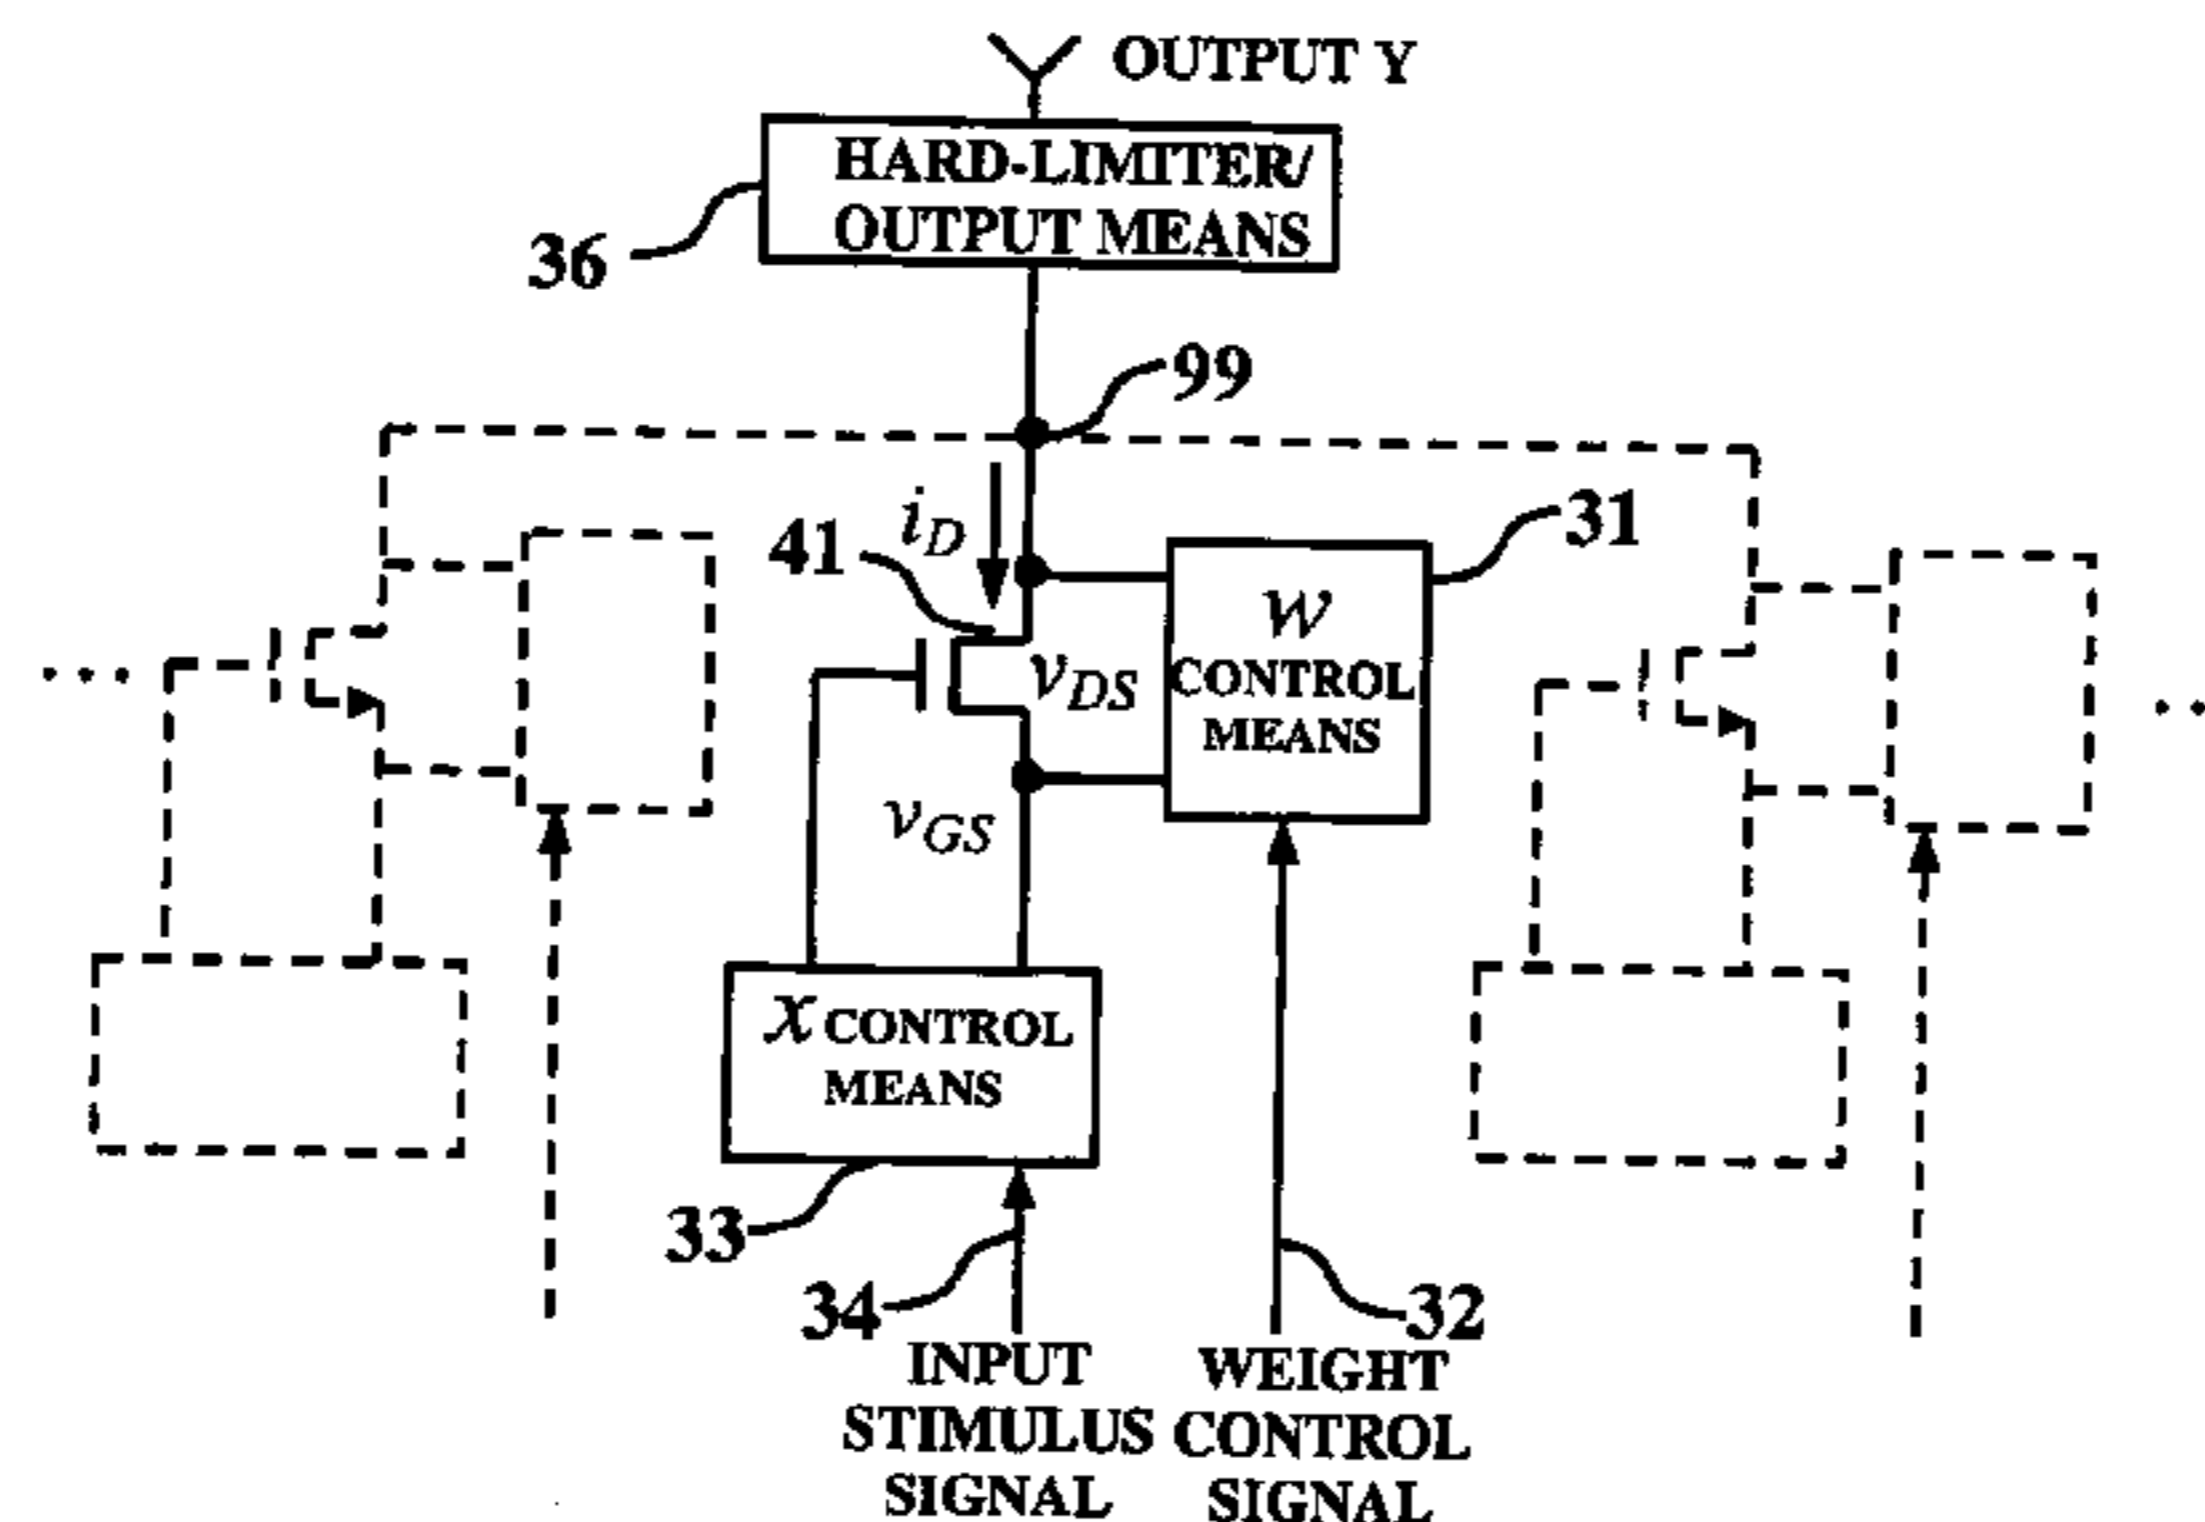 OUTPUT Y
HARD-LIMITER/
OUTPUT MEANS
36
99
31
41
iD
W
CONTROL
MEANS
vDS
vGS
...
..
X CONTROL
MEANS
33
34
32
INPUT
STIMULUS
SIGNAL
WEIGHT
CONTROL
SIGNAL